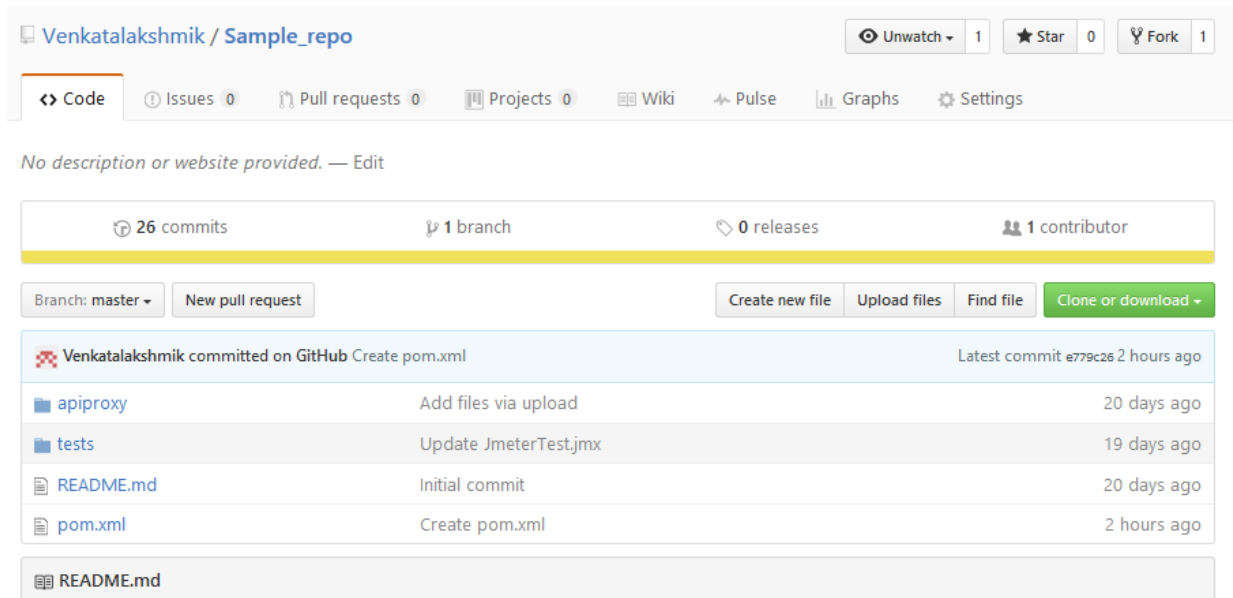 Venkatalakshmik / Sample_repo Unwatch 1 Star 0 Fork 1
<> Code Issues 0 Pull requests 0 Projects 0 Wiki Pulse Graphs Settings
No description or website provided. — Edit
26 commits 1 branch 0 releases 1 contributor
Branch: master New pull request Create new file Upload files Find file Clone or download
Venkatalakshmik committed on GitHub Create pom.xml Latest commit e779c26 2 hours ago
apiproxy Add files via upload 20 days ago
tests Update JmeterTest.jmx 19 days ago
README.md Initial commit 20 days ago
pom.xml Create pom.xml 2 hours ago
README.md